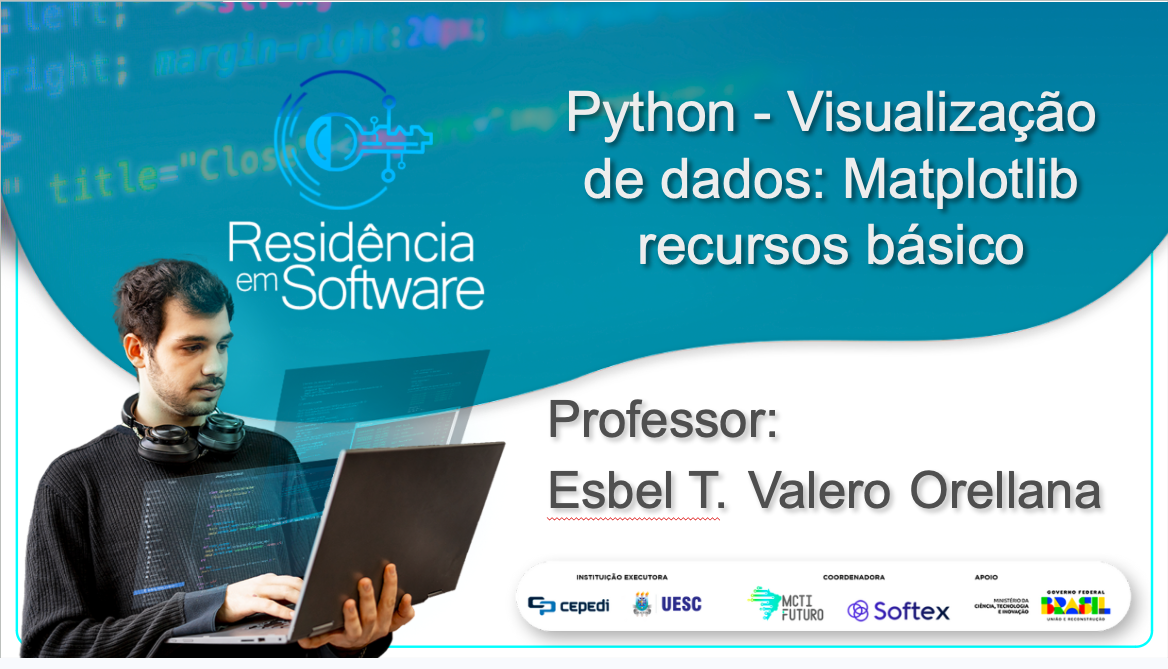 :left;
strong
right; margin-right:20px;
" title="Close"
Residência
em Software
Python - Visualização
de dados: Matplotlib
recursos básico
Professor:
Esbel T. Valero Orellana
INSTITUIÇÃO EXECUTORA
cepedi
UESC
COORDENADORA
MCTI
FUTURO
Softex
APOIO
MINISTÉRIO DA
CIÊNCIA, TECNOLOGIA
E INOVAÇÃO
GOVERNO FEDERAL
BRASIL
UNIÃO E RECONSTRUÇÃO